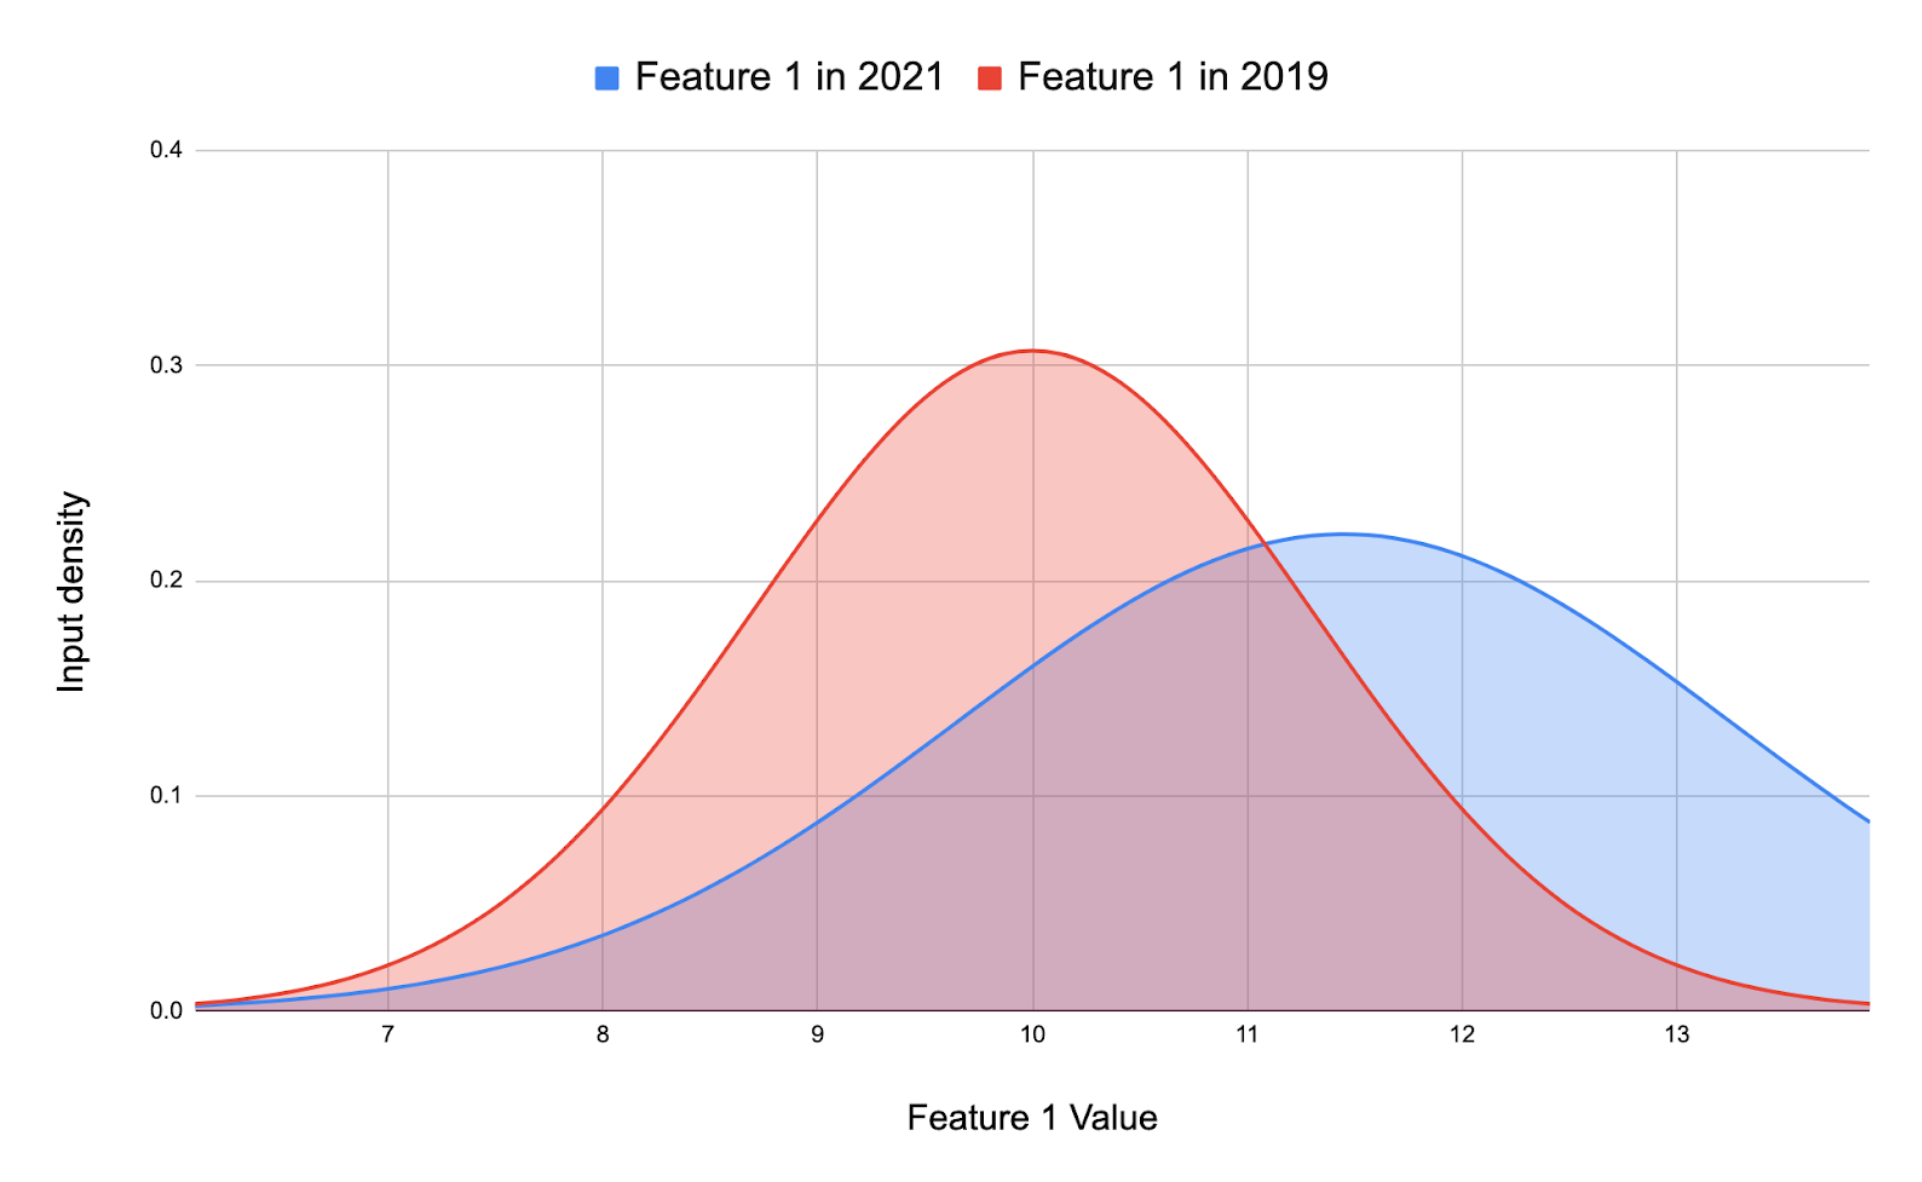 Feature 1 in 2021 Feature 1 in 2019
0.4
0.3
0.2
0.1
0.0
Input density
7 8 9 10 11 12 13
Feature 1 Value